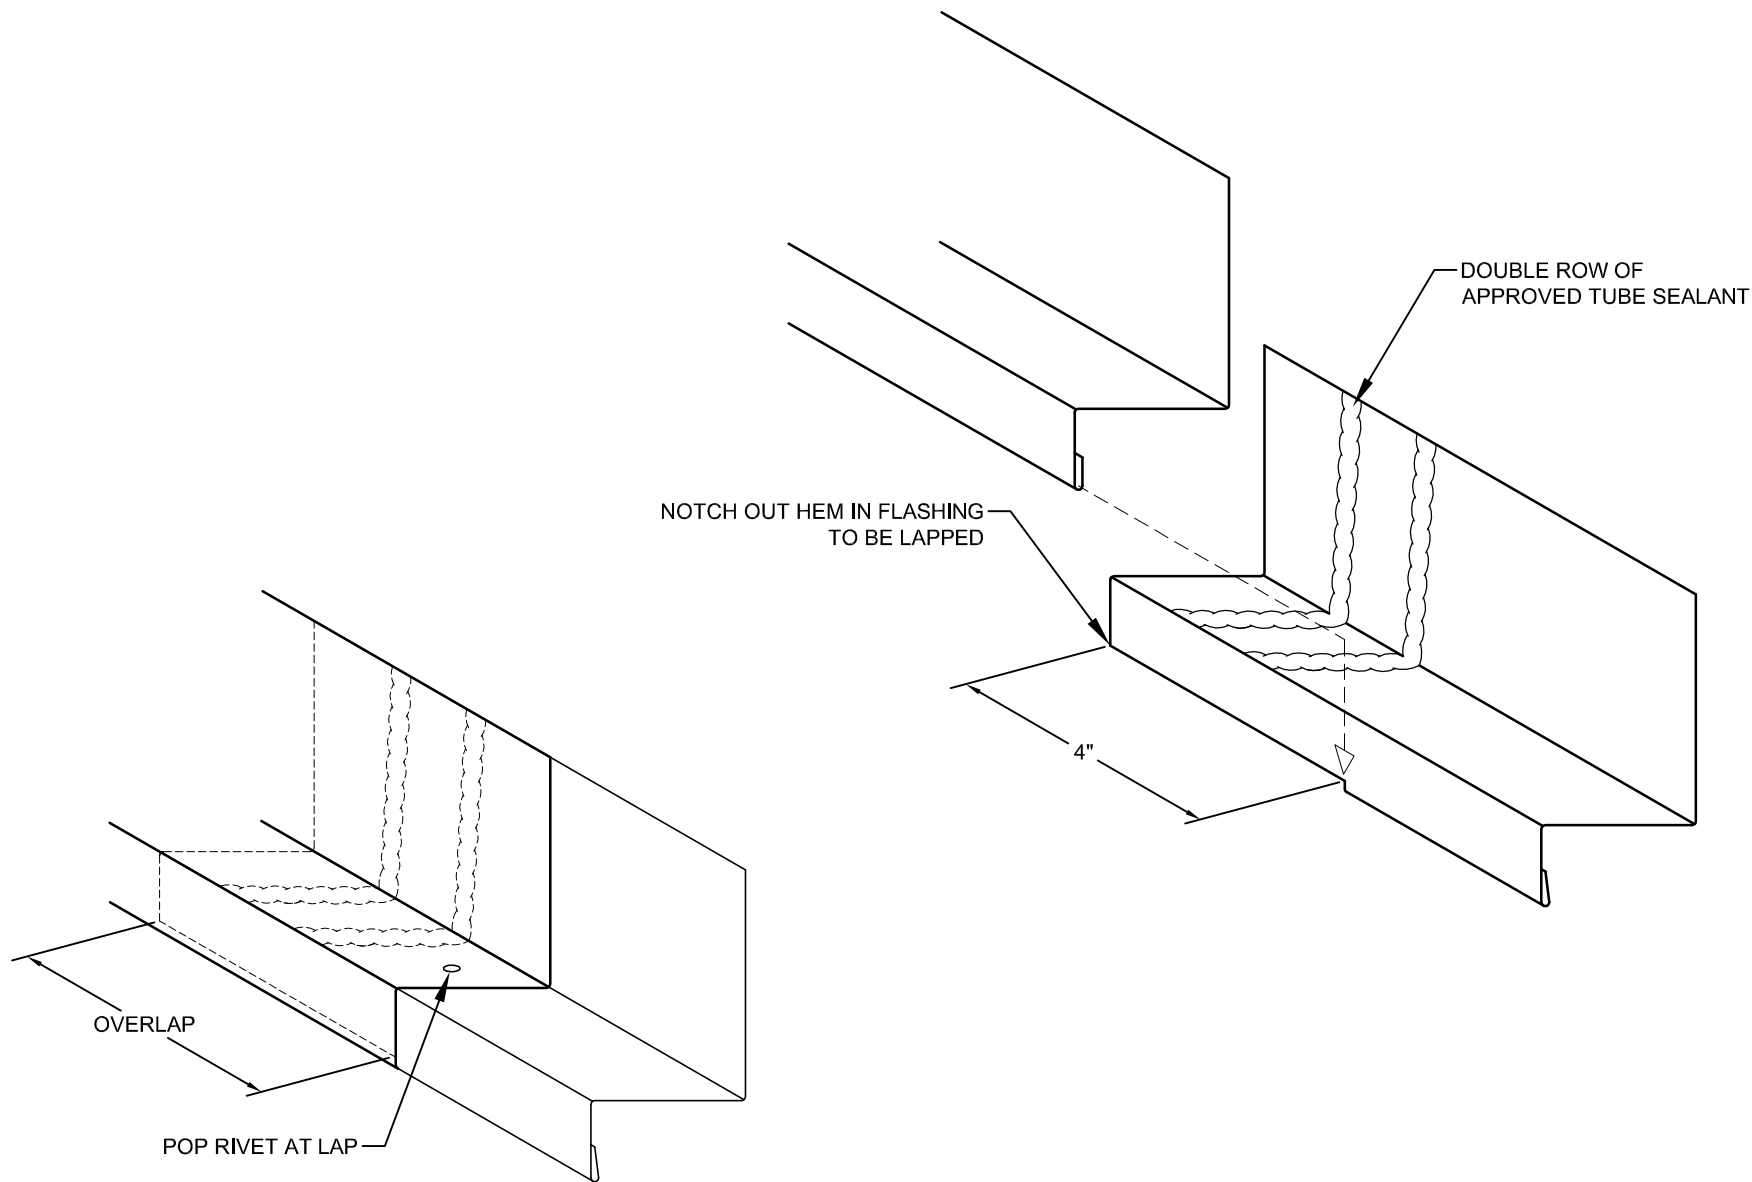 DOUBLE ROW OF
APPROVED TUBE SEALANT
NOTCH OUT HEM IN FLASHING
TO BE LAPPED
4"
OVERLAP
POP RIVET AT LAP